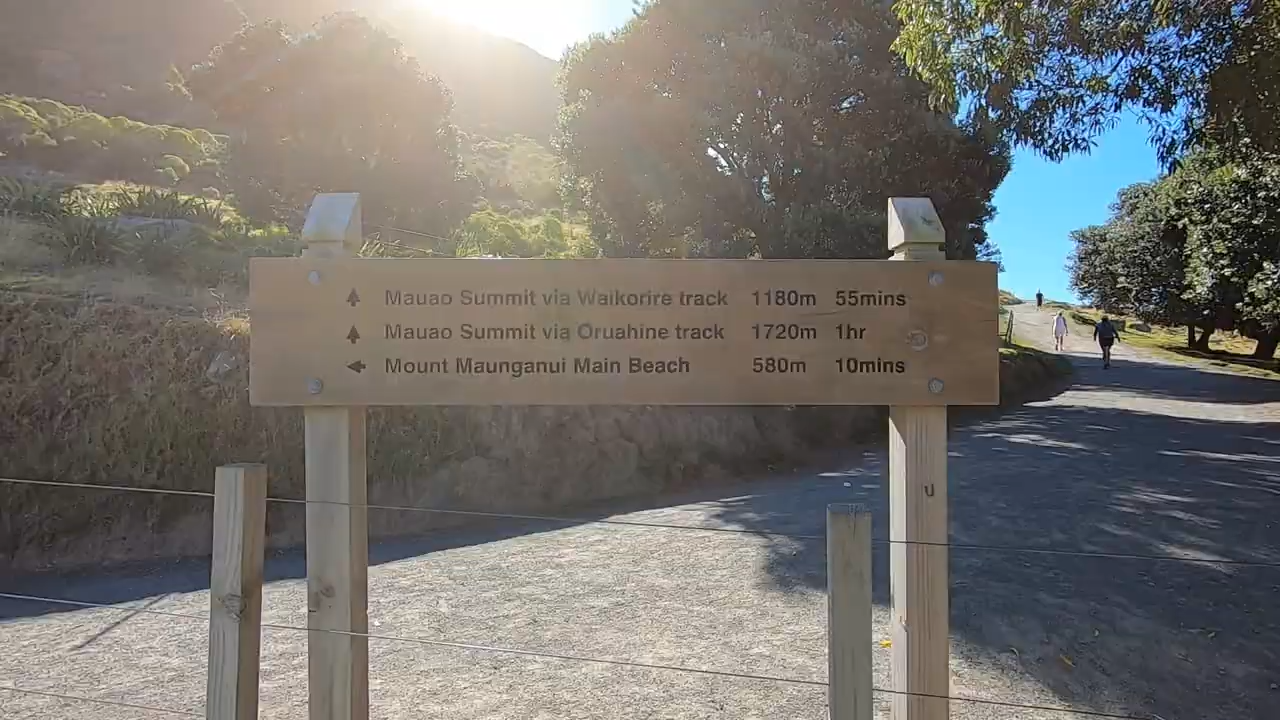 Mauao Summit via Waikorire track 1180m 55mins
Mauao Summit via Oruahine track 1720m 1hr
Mount Maunganui Main Beach 580m 10mins